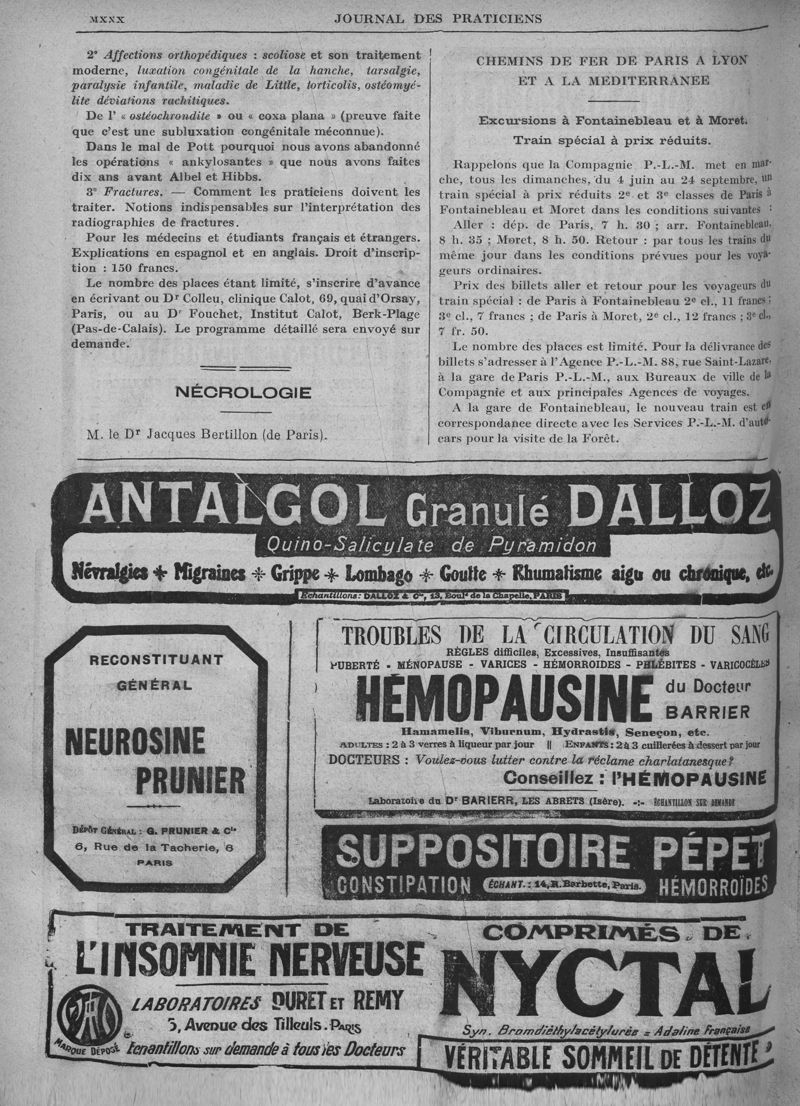 MXNX
JOURNAL DES PRATICIENS
2° Affections orthopédiques : scoliose et son traitement
moderne, luxation congénitale de la hanche, tarsalgie,
paralysie infantile, maladie de Little, torticolis, ostéomyé-
lite déviations rachitiques.
De l' « ostéochrondite » ou « coxa plana » (preuve faite
que c'est une subluxation congénitale méconnue).
Dans le mal de Pott pourquoi nous avons abandonné
les opérations « ankylosantes » que nous avons faites
dix ans avant Albel et Hibbs.
3° Fractures. — Comment les praticiens doivent les
traiter. Notions indispensables sur l'interprétation des
radiographies de fractures.
Pour les médecins et étudiants français et étrangers.
Explications en espagnol et en anglais. Droit d'inscrip-
tion : 150 francs.
Le nombre des places étant limité, s'inscrire d'avance
en écrivant ou Dr Colleu, clinique Calot, 69, quai d'Orsay,
Paris, ou au Dr Fouchet, Institut Calot, Berk-Plage
(Pas-de-Calais). Le programme détaillé sera envoyé sur
demande.
NÉCROLOGIE
M. le Dr Jacques Bertillon (de Paris).
CHEMINS DE FER DE PARIS A LYON
ET A LA MEDITERRANEE
Excursions à Fontainebleau et à Moret.
Train spécial à prix réduits.
Rappelons que la Compagnie P.-L.-M. met en mar-
che, tous les dimanches, du 4 juin au 24 septembre, un
train spécial à prix réduits 2e et 3e classes de Paris à
Fontainebleau et Moret dans les conditions suivantes :
Aller : dép. de Paris, 7 h. 30 ; arr. Fontainebleau,
8 h. 35 ; Moret, 8 h. 50. Retour : par tous les trains du
même jour dans les conditions prévues pour les voya-
geurs ordinaires.
Prix des billets aller et retour pour les voyageurs du
train spécial : de Paris à Fontainebleau 2e cl., 11 francs ;
3e cl., 7 francs ; de Paris à Moret, 2e cl., 12 francs ; 3e cl.,
7 fr. 50.
Le nombre des places est limité. Pour la délivrance des
billets s'adresser à l'Agence P.-L.-M. 88, rue Saint-Lazare,
à la gare de Paris P.-L.-M., aux Bureaux de ville de la
Compagnie et aux principales Agences de voyages.
A la gare de Fontainebleau, le nouveau train est en
correspondance directe avec les Services P.-L.-M. d'auto-
cars pour la visite de la Forêt.
ANTALGOL Granulé DALLOZ
Quino-Salicylate de Pyramidon
Névralgies ✢ Migraines ✢ Grippe ✢ Lombago ✢ Goutte ✢ Rhumatisme aigu ou chronique, etc.
Échantillons : DALLOZ & Cie, 13, Bould de la Chapelle, PARIS
RECONSTITUANT
GÉNÉRAL
NEUROSINE
PRUNIER
DÉPÔT GÉNÉRAL : G. PRUNIER & Cie
6, Rue de la Tacherie, 6
PARIS
TROUBLES DE LA CIRCULATION DU SANG
RÈGLES difficiles, Excessives, Insuffisantes
PUBERTÉ - MÉNOPAUSE - VARICES - HÉMORROIDES - PHLÉBITES - VARICOCÈLES
HÉMOPAUSINE du Docteur
BARRIER
Hamamelis, Viburnum, Hydrastis, Seneçon, etc.
ADULTES : 2 à 3 verres à liqueur par jour || ENFANTS : 2 à 3 cuillerées à dessert par jour
DOCTEURS : Voulez-vous lutter contre la réclame charlatanesque ?
Conseillez : l'HÉMOPAUSINE
Laboratoire du Dr BARIERR, LES ABRETS (Isère). -:- ÉCHANTILLON SUR DEMANDE
SUPPOSITOIRE PÉPET
CONSTIPATION ÉCHANT. : 14, R. Barbette, Paris. HÉMORROÏDES
TRAITEMENT DE
L'INSOMNIE NERVEUSE
LABORATOIRES DURET ET REMY
5, Avenue des Tilleuls. PARIS
MARQUE DÉPOSÉ
Echantillons sur demande à tous les Docteurs
COMPRIMÉS DE
NYCTAL
Syn. Bromdiéthylacétylurée = Adaline Française
VÉRITABLE SOMMEIL DE DÉTENTE